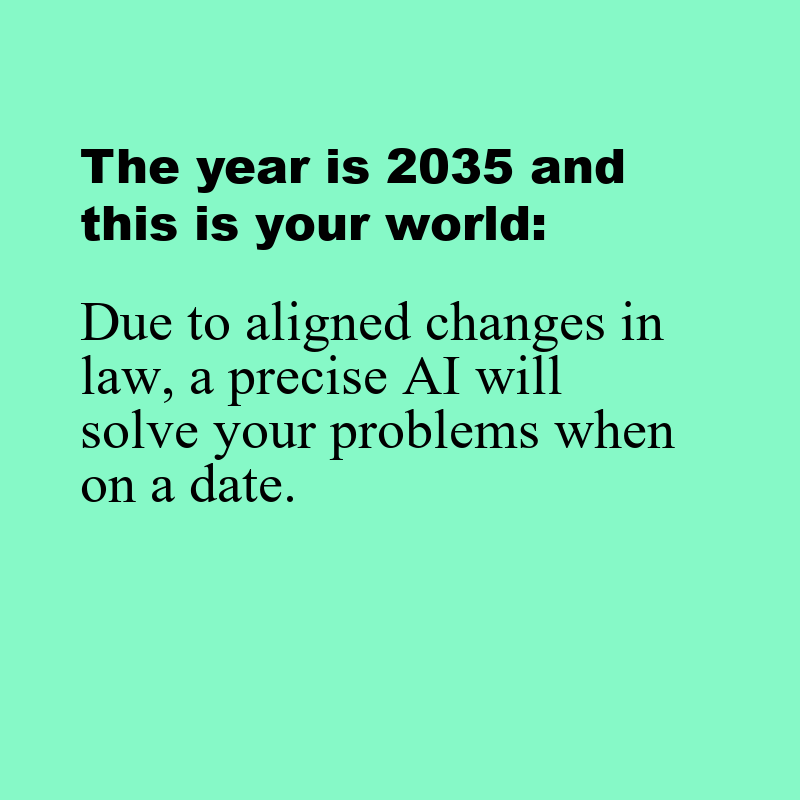 The year is 2035 and
this is your world:
Due to aligned changes in
law, a precise AI will
solve your problems when
on a date.